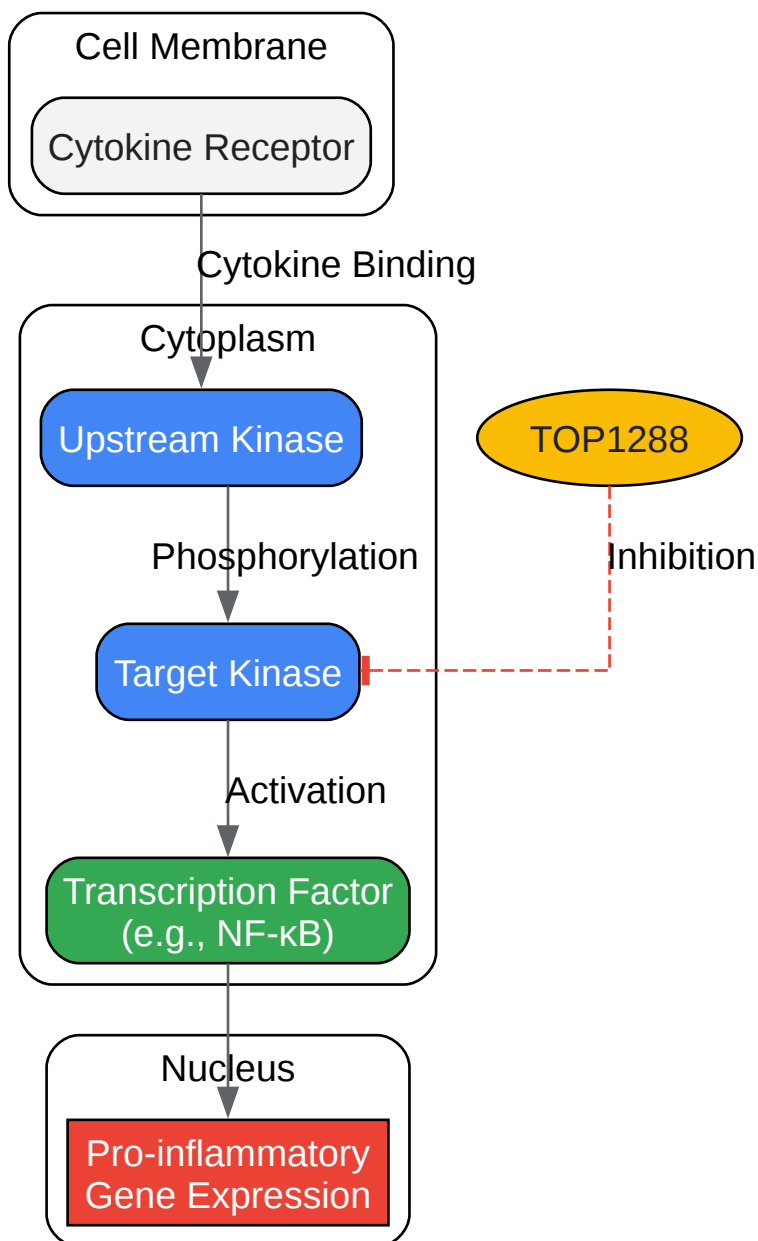 Cell Membrane
Cytokine Receptor
Cytokine Binding
Cytoplasm
Upstream Kinase
TOP1288
Phosphorylation
Inhibition
Target Kinase
Activation
Transcription Factor
(e.g., NF-κB)
Nucleus
Pro-inflammatory
Gene Expression